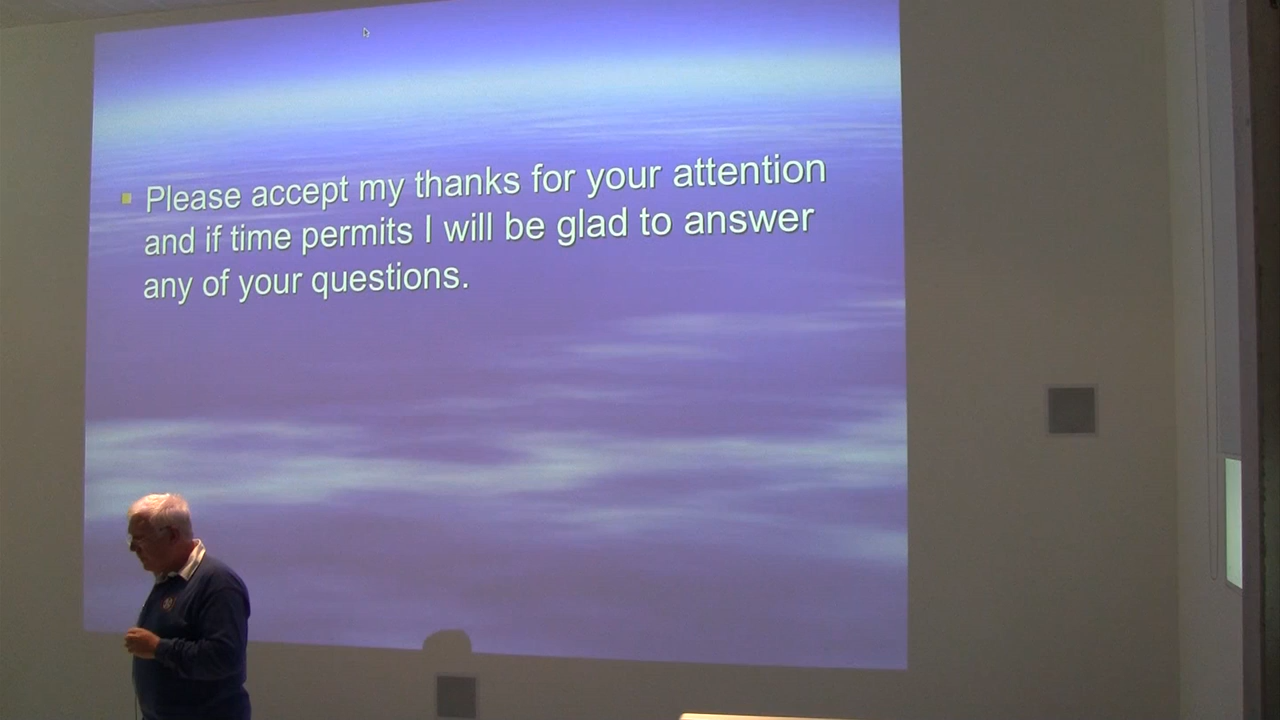 Please accept my thanks for your attention
and if time permits I will be glad to answer
any of your questions.